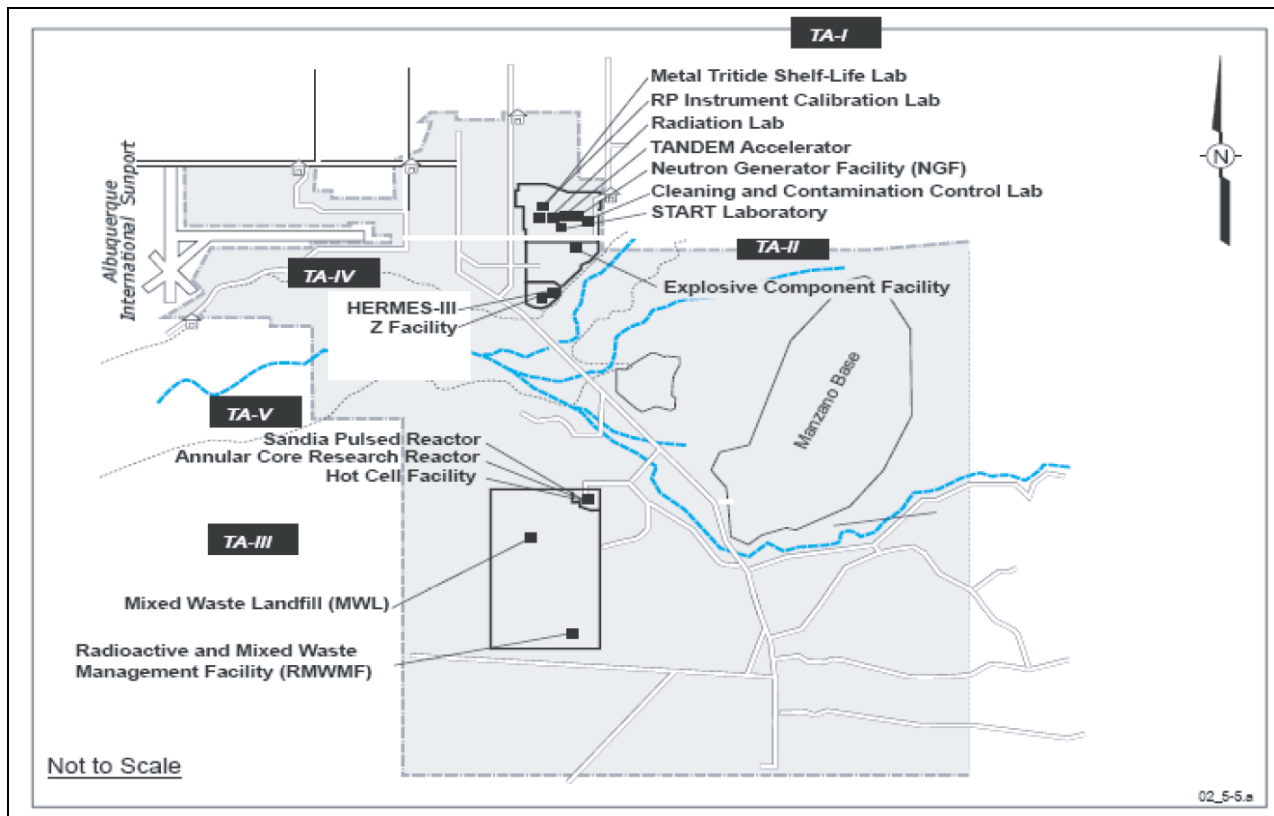 TA-I
Metal Tritide Shelf-Life Lab
RP Instrument Calibration Lab
Radiation Lab
TANDEM Accelerator
Neutron Generator Facility (NGF)
Cleaning and Contamination Control Lab
START Laboratory
N
Albuquerque
International Sunport
TA-II
TA-IV
Explosive Component Facility
HERMES-III
Z Facility
Manzano Base
TA-V
Sandia Pulsed Reactor
Annular Core Research Reactor
Hot Cell Facility
TA-III
Mixed Waste Landfill (MWL)
Radioactive and Mixed Waste
Management Facility (RMWMF)
Not to Scale
02_5-5.a